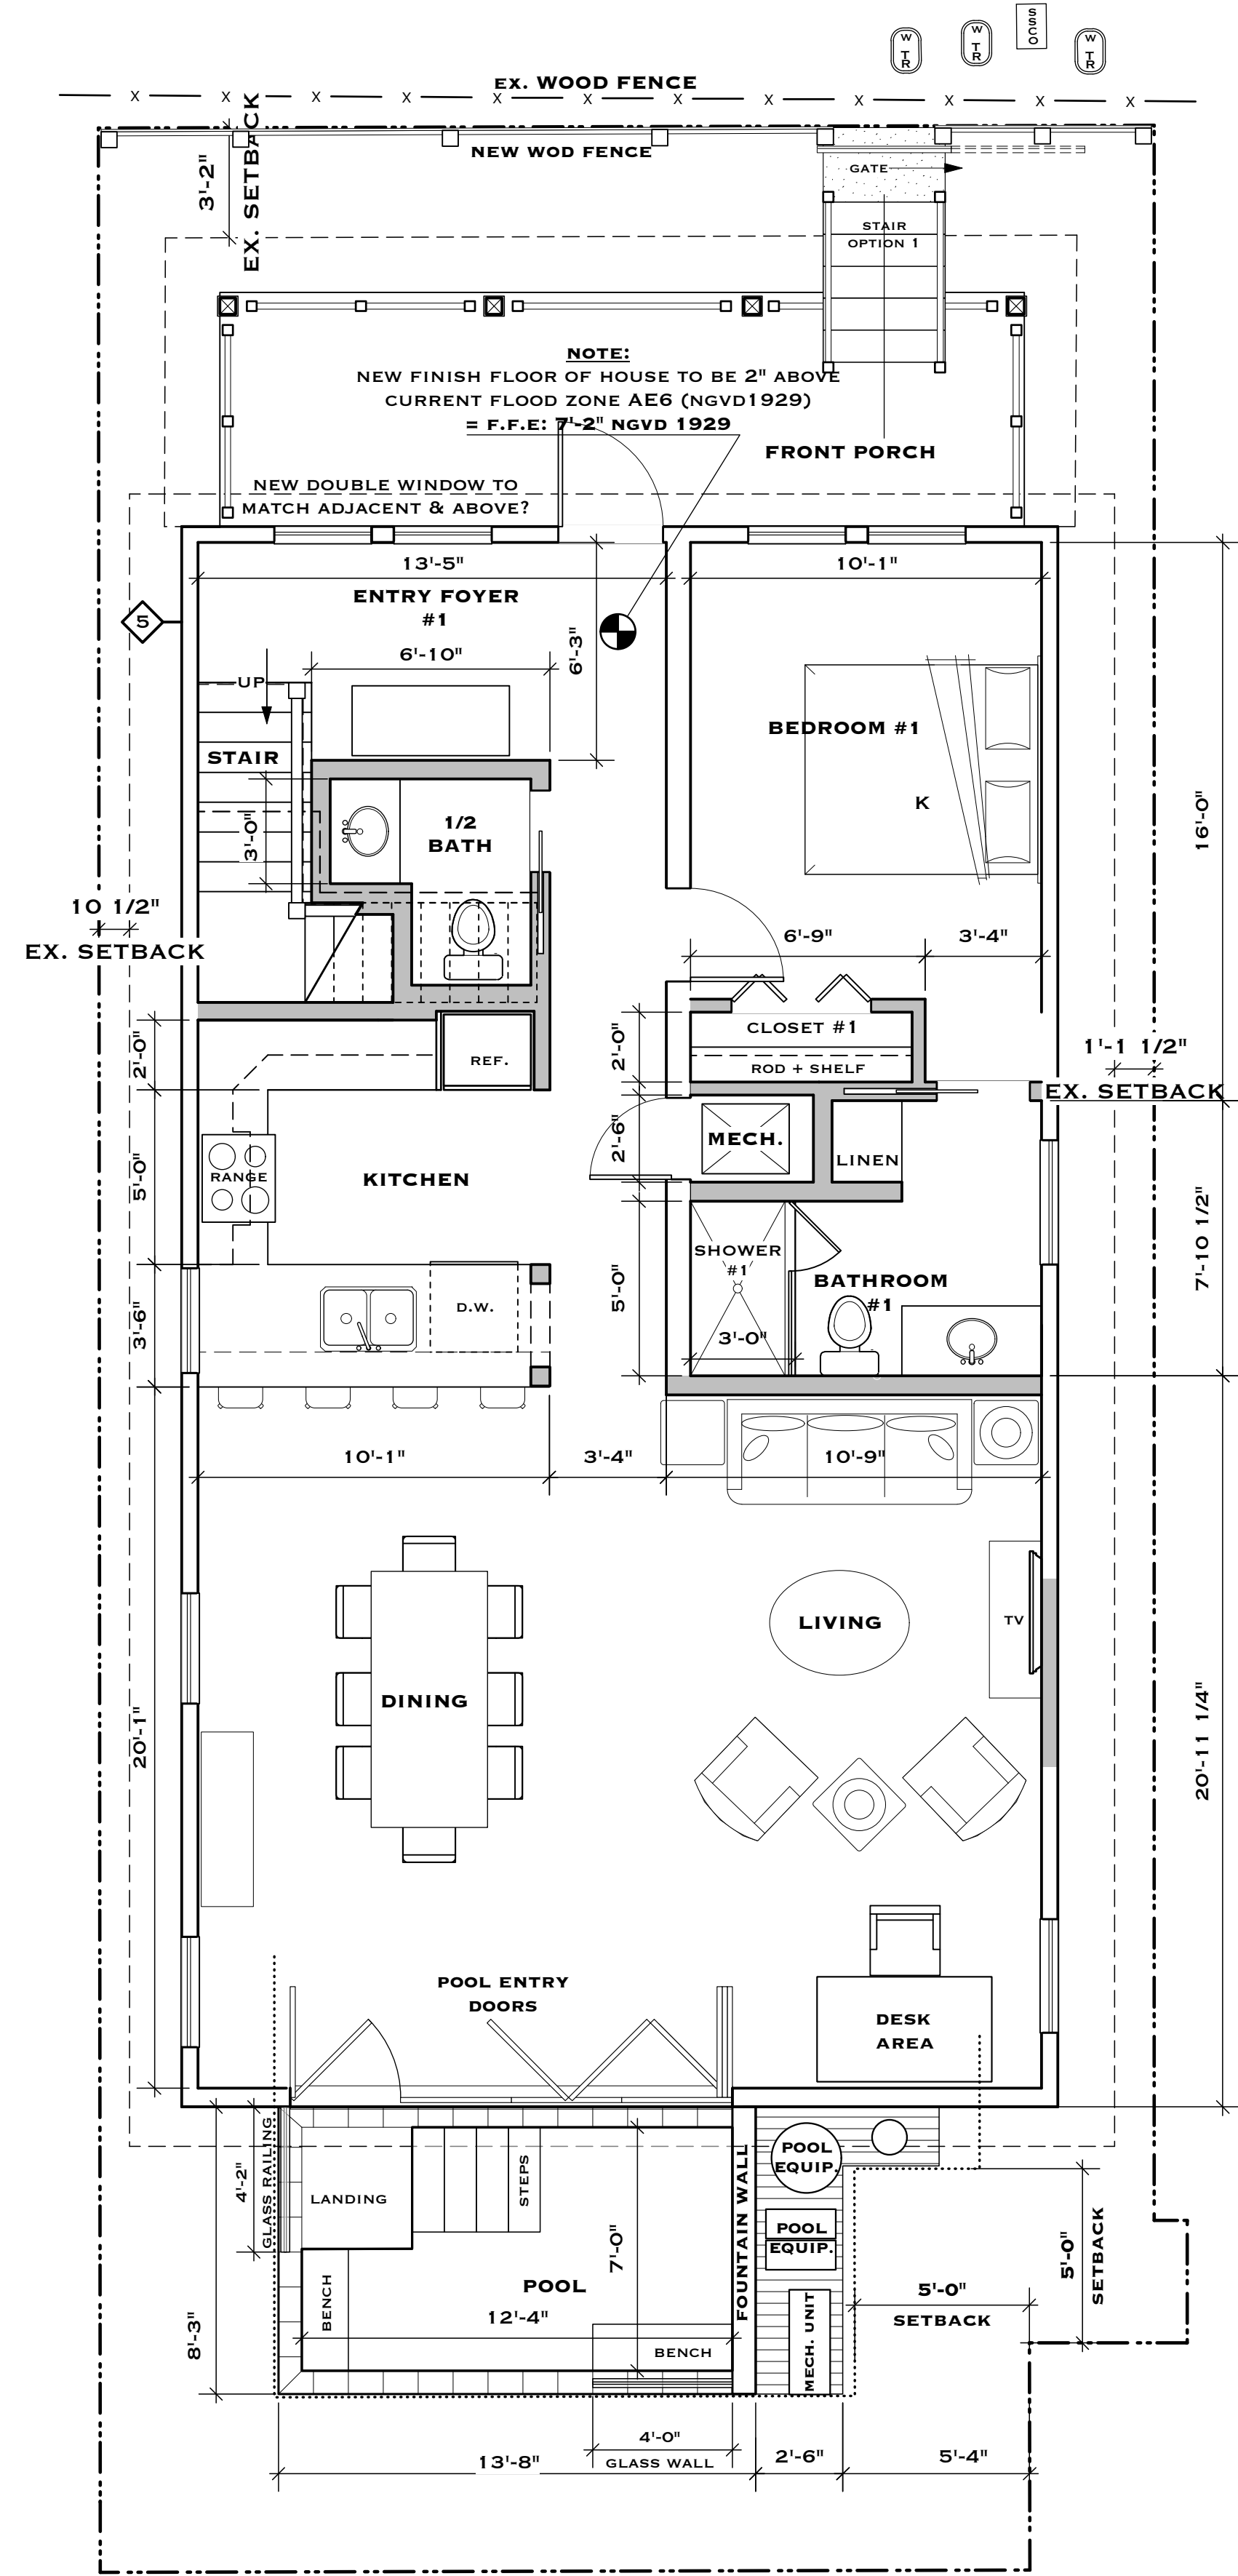 W
TR
W
TR
SSCO
W
TR
EX. WOOD FENCE
X X X X X X X X X X X X
NEW WOD FENCE
3'-2"
EX. SETBACK
GATE
STAIR
OPTION 1
NOTE:
NEW FINISH FLOOR OF HOUSE TO BE 2" ABOVE
CURRENT FLOOD ZONE AE6 (NGVD1929)
= F.F.E: 7'-2" NGVD 1929
FRONT PORCH
NEW DOUBLE WINDOW TO
MATCH ADJACENT & ABOVE?
13'-5"
10'-1"
ENTRY FOYER
#1
5
6'-3"
6'-10"
UP
STAIR
BEDROOM #1
K
16'-0"
3'-0"
1/2
BATH
10 1/2"
EX. SETBACK
6'-9"
3'-4"
CLOSET #1
ROD + SHELF
2'-0"
2'-0"
REF.
1'-1 1/2"
EX. SETBACK
MECH.
2'-6"
LINEN
RANGE
5'-0"
KITCHEN
7'-10 1/2"
SHOWER
#1
BATHROOM
#1
5'-0"
3'-0"
D.W.
3'-6"
10'-1"
3'-4"
10'-9"
LIVING
TV
DINING
20'-1"
20'-11 1/4"
POOL ENTRY
DOORS
DESK
AREA
GLASS RAILING
4'-2"
LANDING
STEPS
7'-0"
FOUNTAIN WALL
POOL
EQUIP.
POOL
EQUIP.
5'-0"
SETBACK
POOL
12'-4"
BENCH
BENCH
8'-3"
MECH. UNIT
5'-0"
SETBACK
4'-0"
GLASS WALL
13'-8"
2'-6"
5'-4"